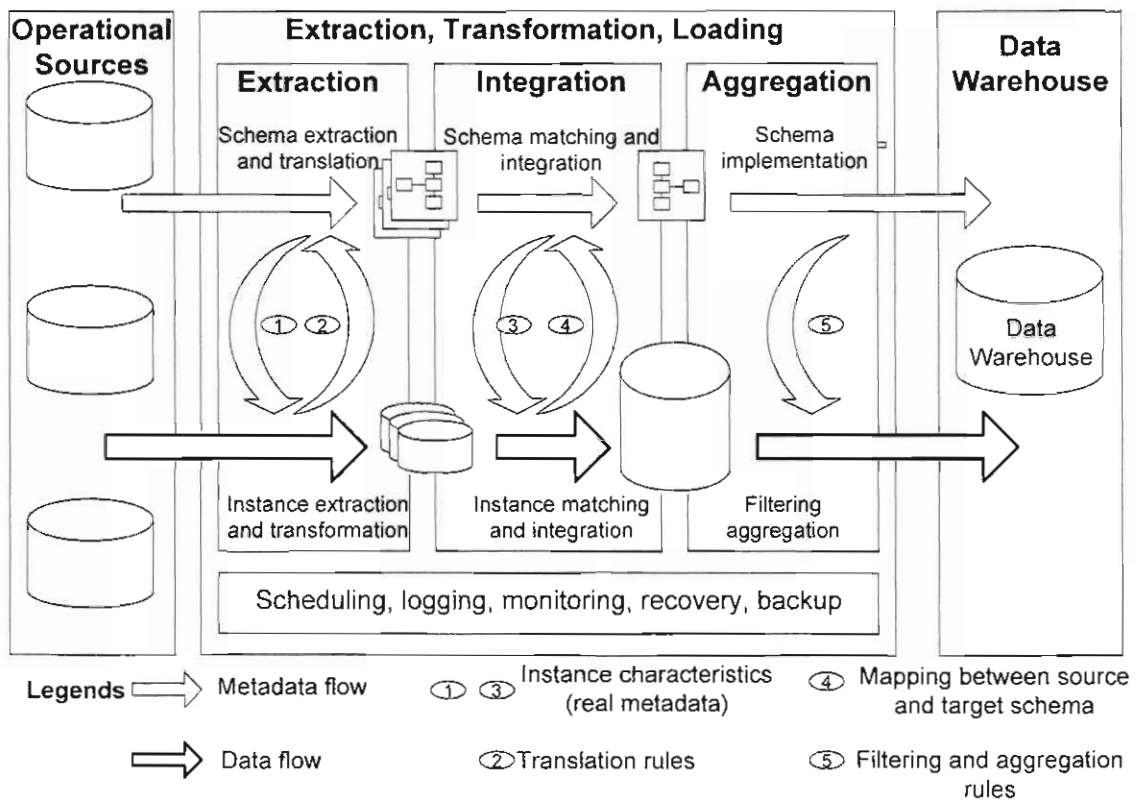 Operational
Sources
Extraction, Transformation, Loading
Data
Warehouse
Extraction
Integration
Aggregation
Schema extraction
and translation
Schema matching and
integration
Schema
implementation
1
2
3
4
5
Data
Warehouse
Instance extraction
and transformation
Instance matching
and integration
Filtering
aggregation
Scheduling, logging, monitoring, recovery, backup
Legends
Metadata flow
1 3 Instance characteristics
(real metadata)
4 Mapping between source
and target schema
Data flow
2 Translation rules
5 Filtering and aggregation
rules